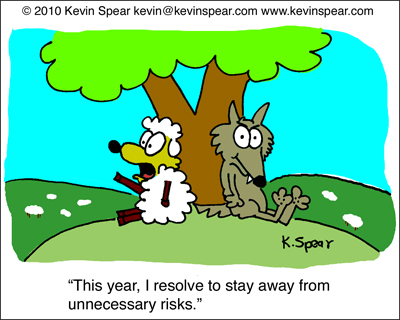 © 2010 Kevin Spear kevin@kevinspear.com www.kevinspear.com
K.Spear
“This year, I resolve to stay away from
unnecessary risks.”